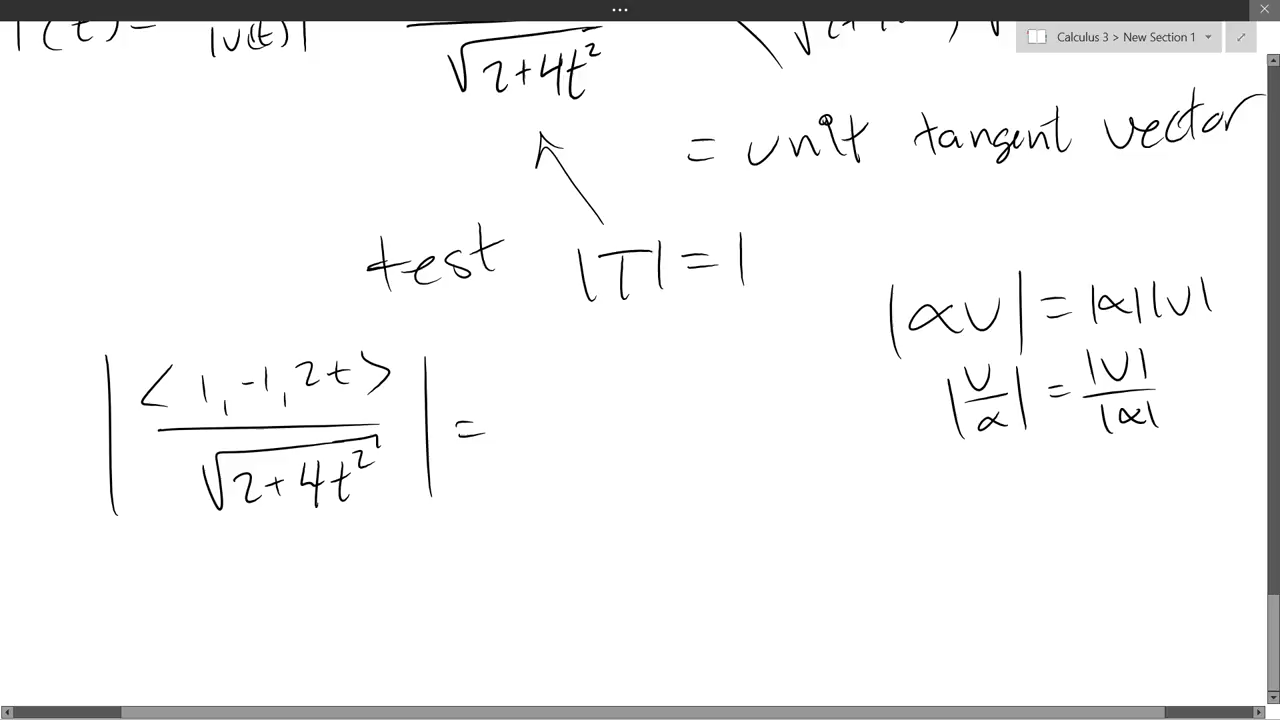 T(t) = / |v(t)|
√2+4t²
Calculus 3 > New Section 1
= unit tangent vector
test |T| = 1
|αv| = |α||v|
|v/α| = |v|/|α|
|<1, -1, 2t> / √2+4t²| =